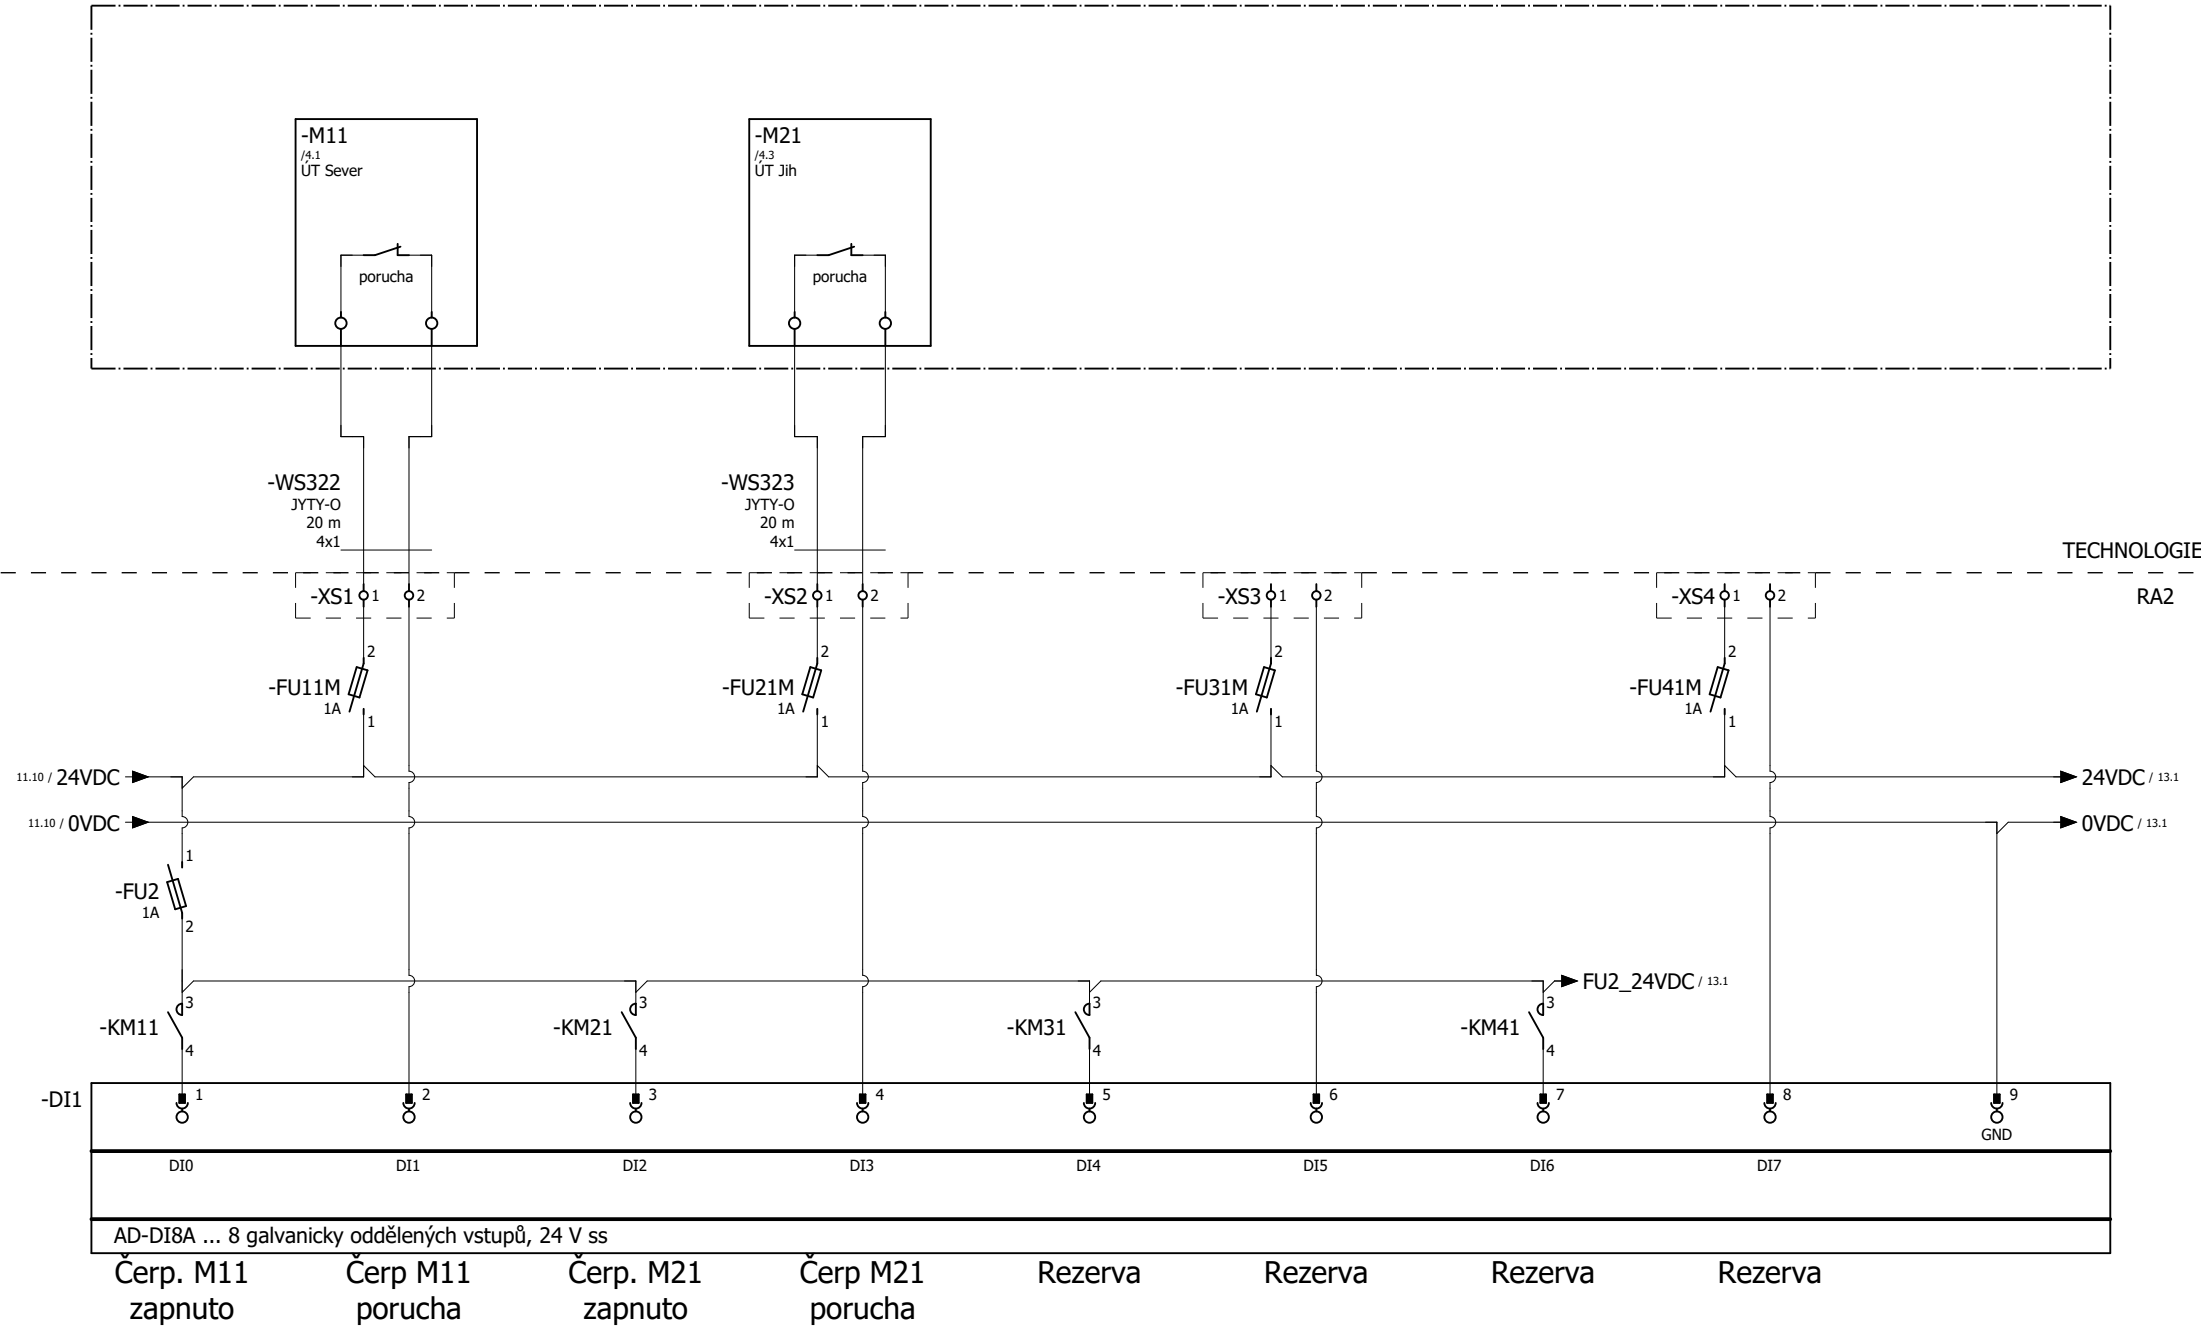 -M11
/4.1
ÚT Sever
porucha
-M21
/4.3
ÚT Jih
porucha
-WS322
JYTY-O
20 m
4x1
-WS323
JYTY-O
20 m
4x1
TECHNOLOGIE
RA2
-XS1 1 2
-XS2 1 2
-XS3 1 2
-XS4 1 2
2
-FU11M
1A
1
2
-FU21M
1A
1
2
-FU31M
1A
1
2
-FU41M
1A
1
11.10 / 24VDC
24VDC / 13.1
11.10 / 0VDC
0VDC / 13.1
1
-FU2
1A
2
FU2_24VDC / 13.1
3
-KM11
4
3
-KM21
4
3
-KM31
4
3
-KM41
4
-DI1
1 2 3 4 5 6 7 8 9
GND
DI0 DI1 DI2 DI3 DI4 DI5 DI6 DI7
AD-DI8A ... 8 galvanicky oddělených vstupů, 24 V ss
Čerp. M11
zapnuto
Čerp M11
porucha
Čerp. M21
zapnuto
Čerp M21
porucha
Rezerva
Rezerva
Rezerva
Rezerva